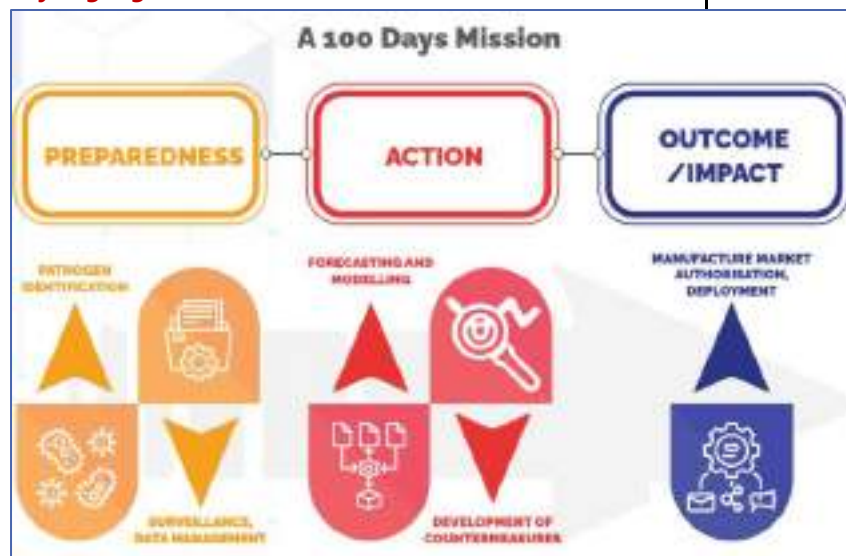 A 100 Days Mission
PREPAREDNESS
ACTION
OUTCOME
/IMPACT
PATHOGEN
IDENTIFICATION
FORECASTING AND
MODELLING
MANUFACTURE MARKET
AUTHORISATION,
DEPLOYMENT
SURVEILLANCE,
DATA MANAGEMENT
DEVELOPMENT OF
COUNTERMEASURES